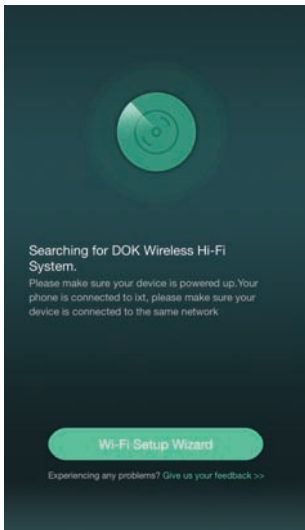 Searching for DOK Wireless Hi-Fi
System.
Please make sure your device is powered up.Your
phone is connected to ixt, please make sure your
device is connected to the same network
Wi-Fi Setup Wizard
Experiencing any problems? Give us your feedback >>